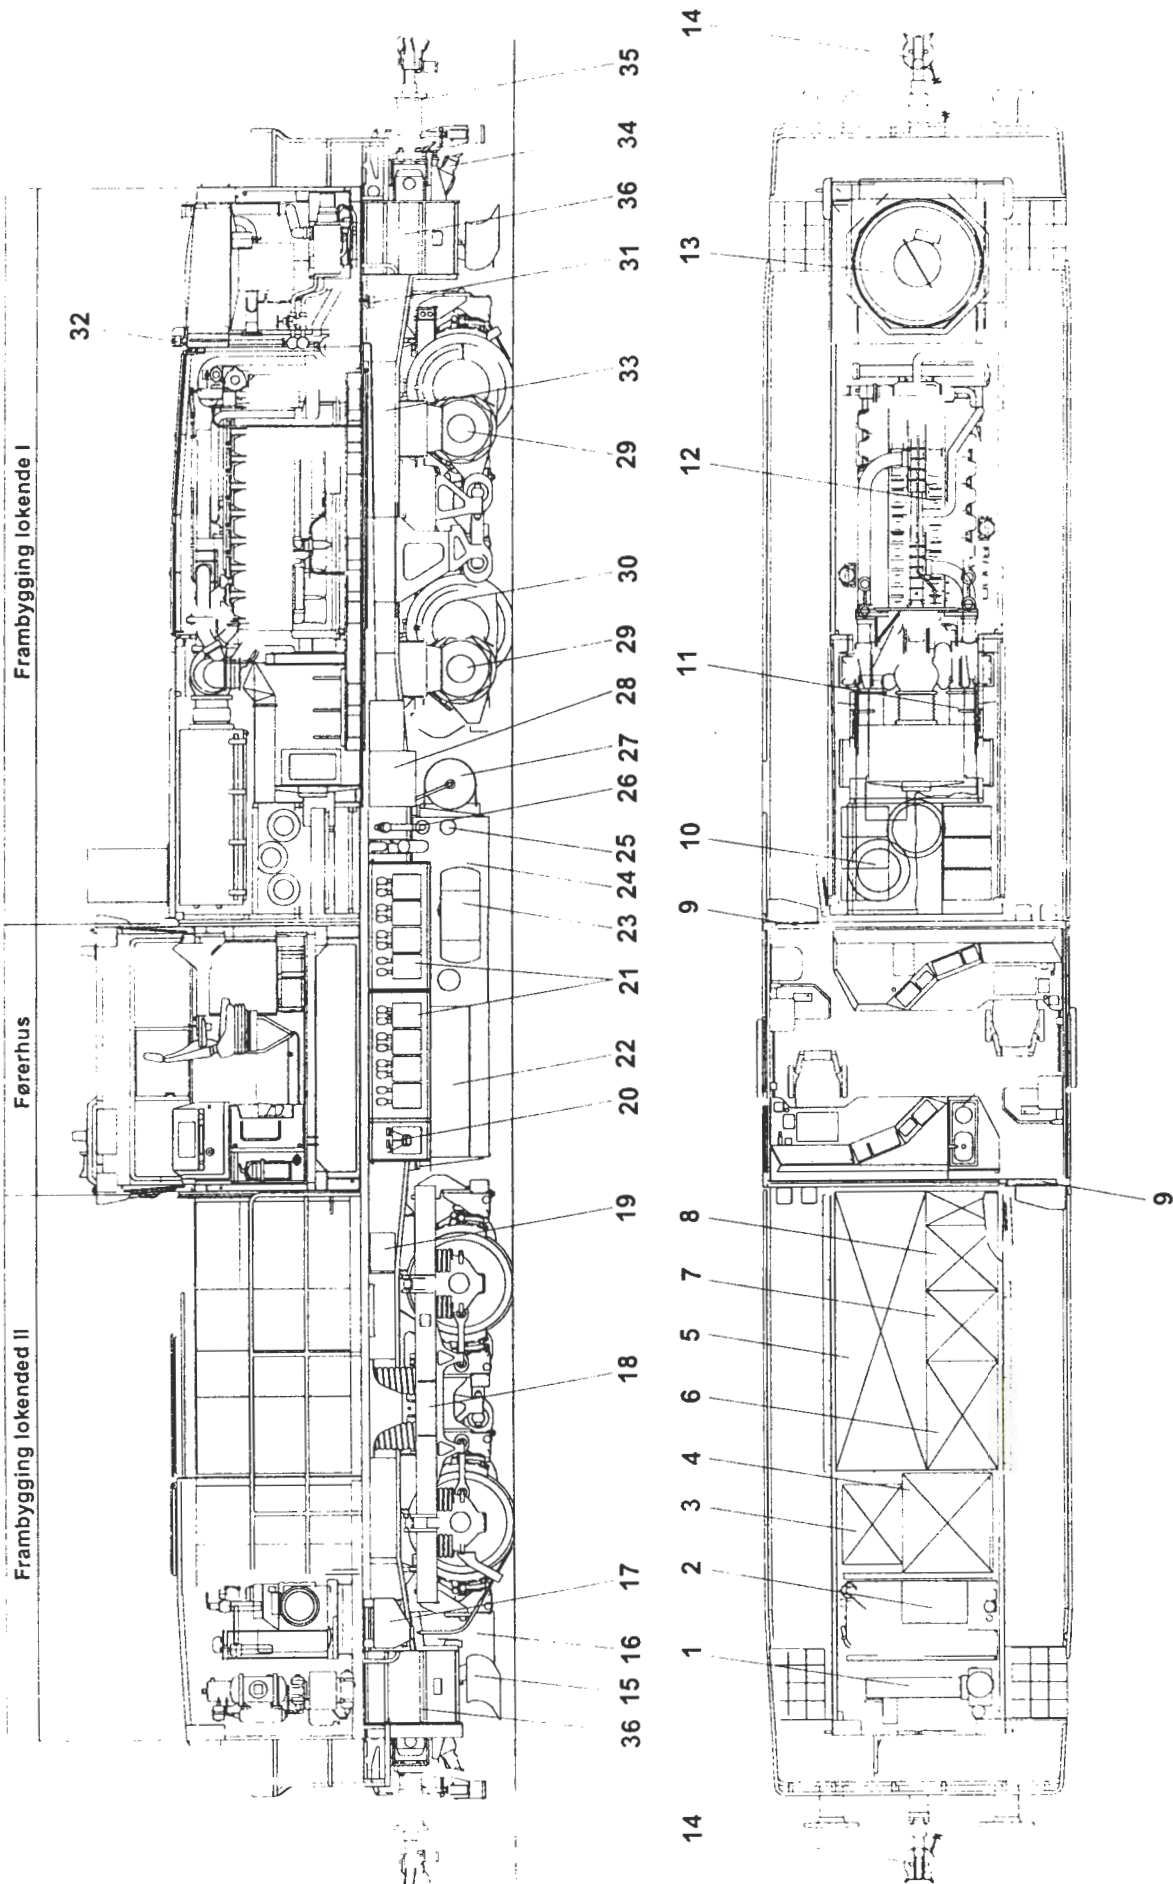 Frambygging lokended II Førerhus Frambygging lokende I
32
36 15 16 17 18 19 20 22 21 23 24 25 26 27 28 29 30 29 33 31 36 34 35
14 1 2 3 4 6 5 7 8 9 10 11 12 13 14
9